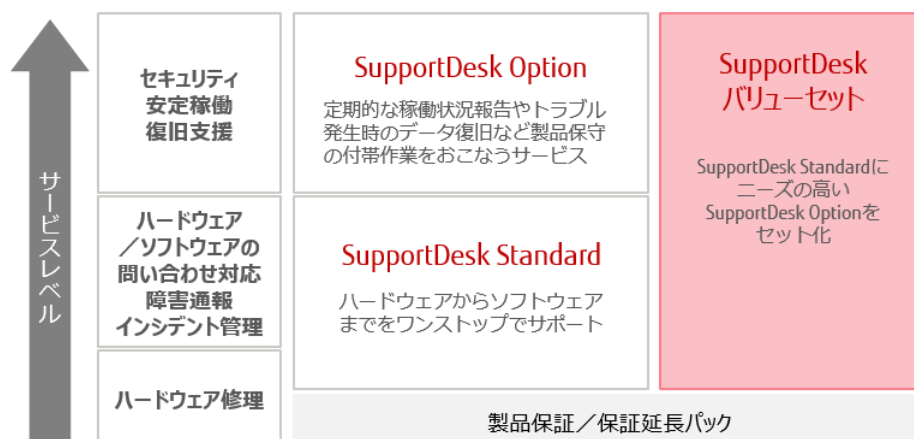 サービスレベル
セキュリティ
安定稼働
復旧支援
SupportDesk Option
定期的な稼働状況報告やトラブル
発生時のデータ復旧など製品保守
の付帯作業をおこなうサービス
SupportDesk
バリューセット
SupportDesk Standardに
ニーズの高い
SupportDesk Optionを
セット化
ハードウェア
／ソフトウェアの
問い合わせ対応
障害通報
インシデント管理
SupportDesk Standard
ハードウェアからソフトウェア
までをワンストップでサポート
ハードウェア修理
製品保証／保証延長パック